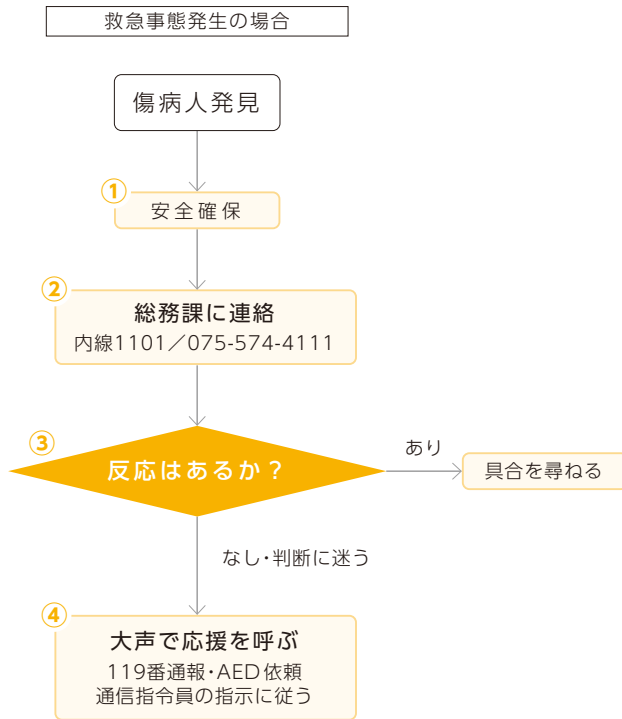 救急事態発生の場合
傷病人発見
①
安全確保
②
総務課に連絡
内線1101／075-574-4111
③
反応はあるか？
あり
具合を尋ねる
なし・判断に迷う
④
大声で応援を呼ぶ
119番通報・AED依頼
通信指令員の指示に従う